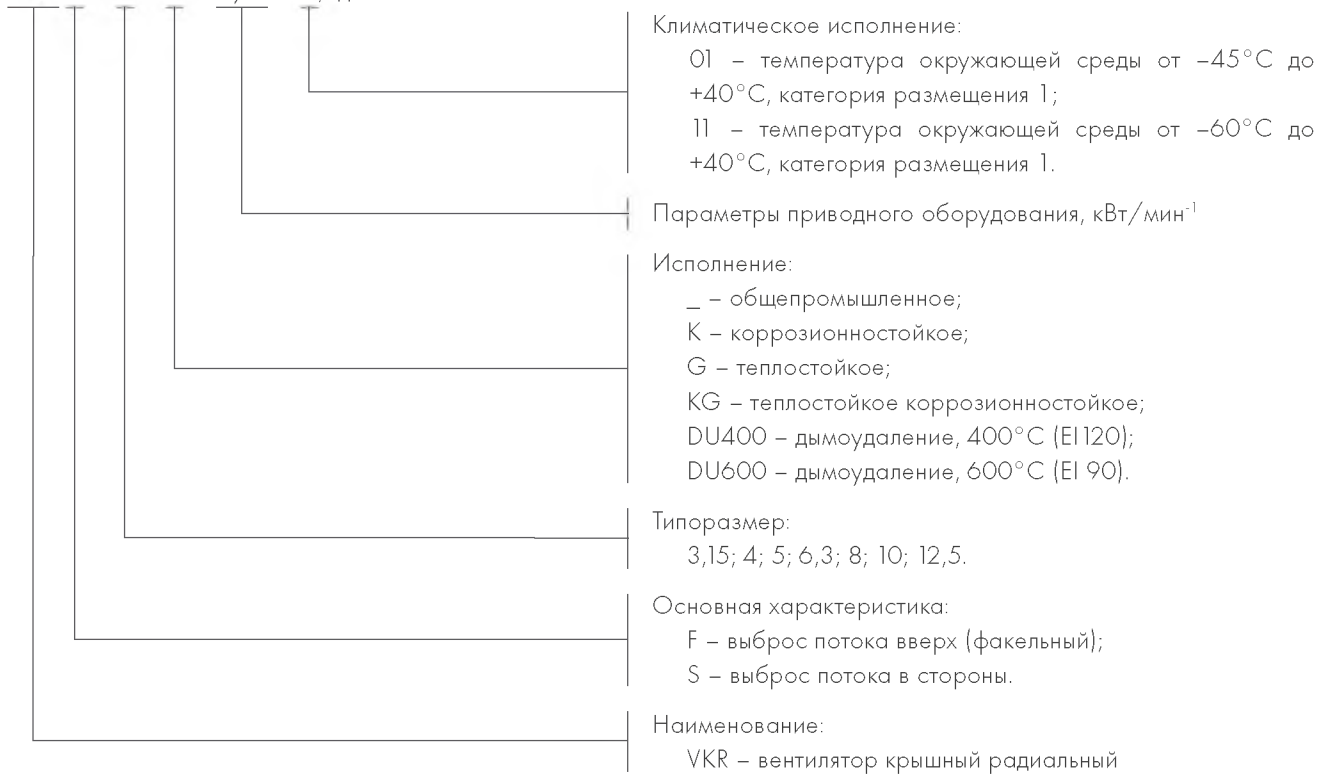 Климатическое исполнение:
01 – температура окружающей среды от –45°С до
+40°С, категория размещения 1;
11 – температура окружающей среды от –60°С до
+40°С, категория размещения 1.
Параметры приводного оборудования, кВт/мин⁻¹
Исполнение:
_ – общепромышленное;
K – коррозионностойкое;
G – теплостойкое;
KG – теплостойкое коррозионностойкое;
DU400 – дымоудаление, 400°С (EI120);
DU600 – дымоудаление, 600°С (EI 90).
Типоразмер:
3,15; 4; 5; 6,3; 8; 10; 12,5.
Основная характеристика:
F – выброс потока вверх (факельный);
S – выброс потока в стороны.
Наименование:
VKR – вентилятор крышный радиальный